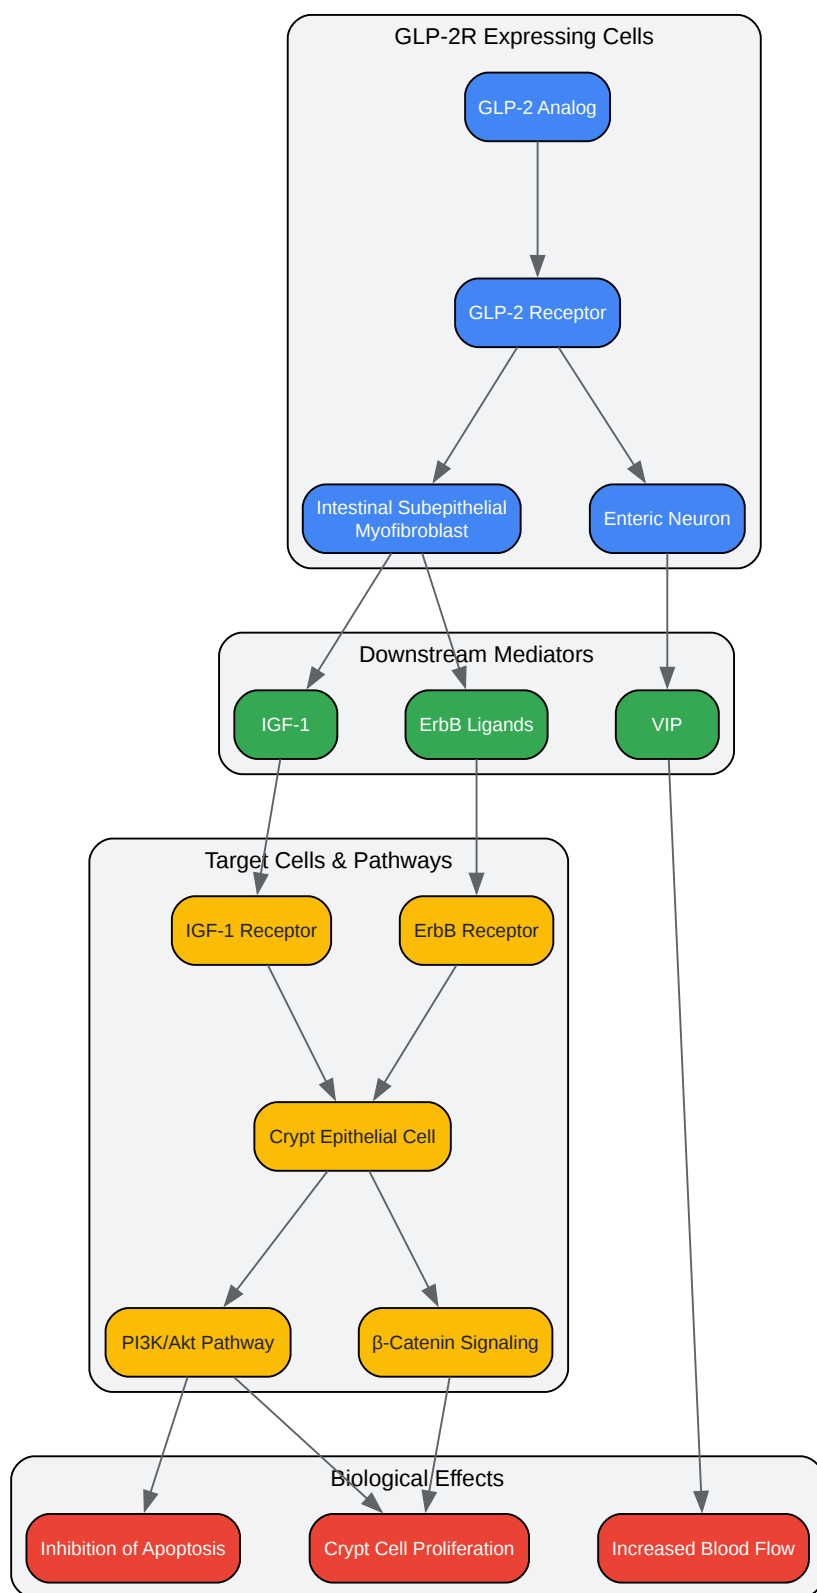 GLP-2R Expressing Cells
GLP-2 Analog
GLP-2 Receptor
Intestinal Subepithelial
Myofibroblast
Enteric Neuron
Downstream Mediators
IGF-1
ErbB Ligands
VIP
Target Cells & Pathways
IGF-1 Receptor
ErbB Receptor
Crypt Epithelial Cell
PI3K/Akt Pathway
β-Catenin Signaling
Biological Effects
Inhibition of Apoptosis
Crypt Cell Proliferation
Increased Blood Flow